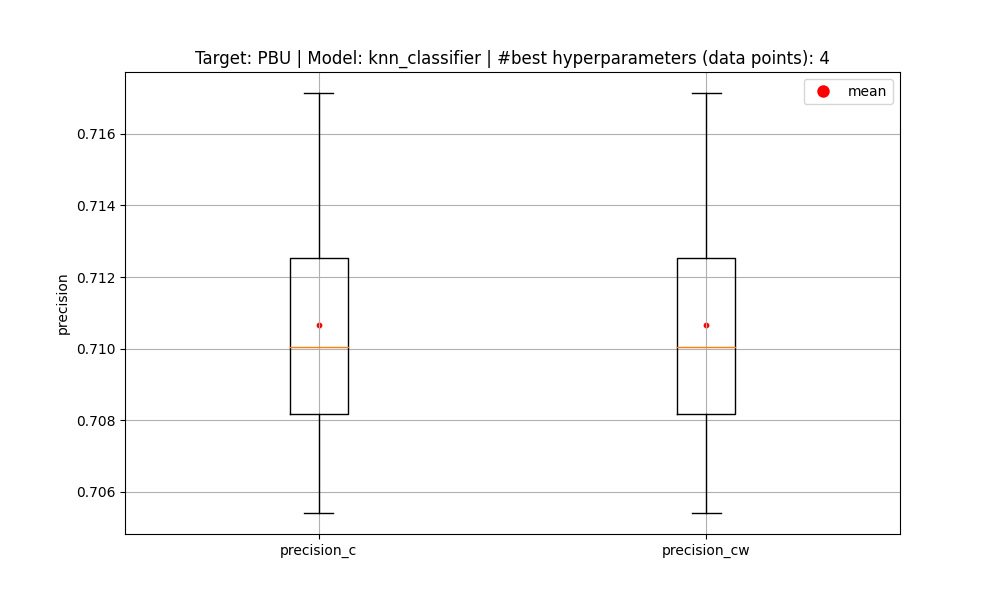 Target: PBU | Model: knn_classifier | #best hyperparameters (data points): 4
mean
0.716
0.714
0.712
0.710
0.708
0.706
precision
precision_c
precision_cw